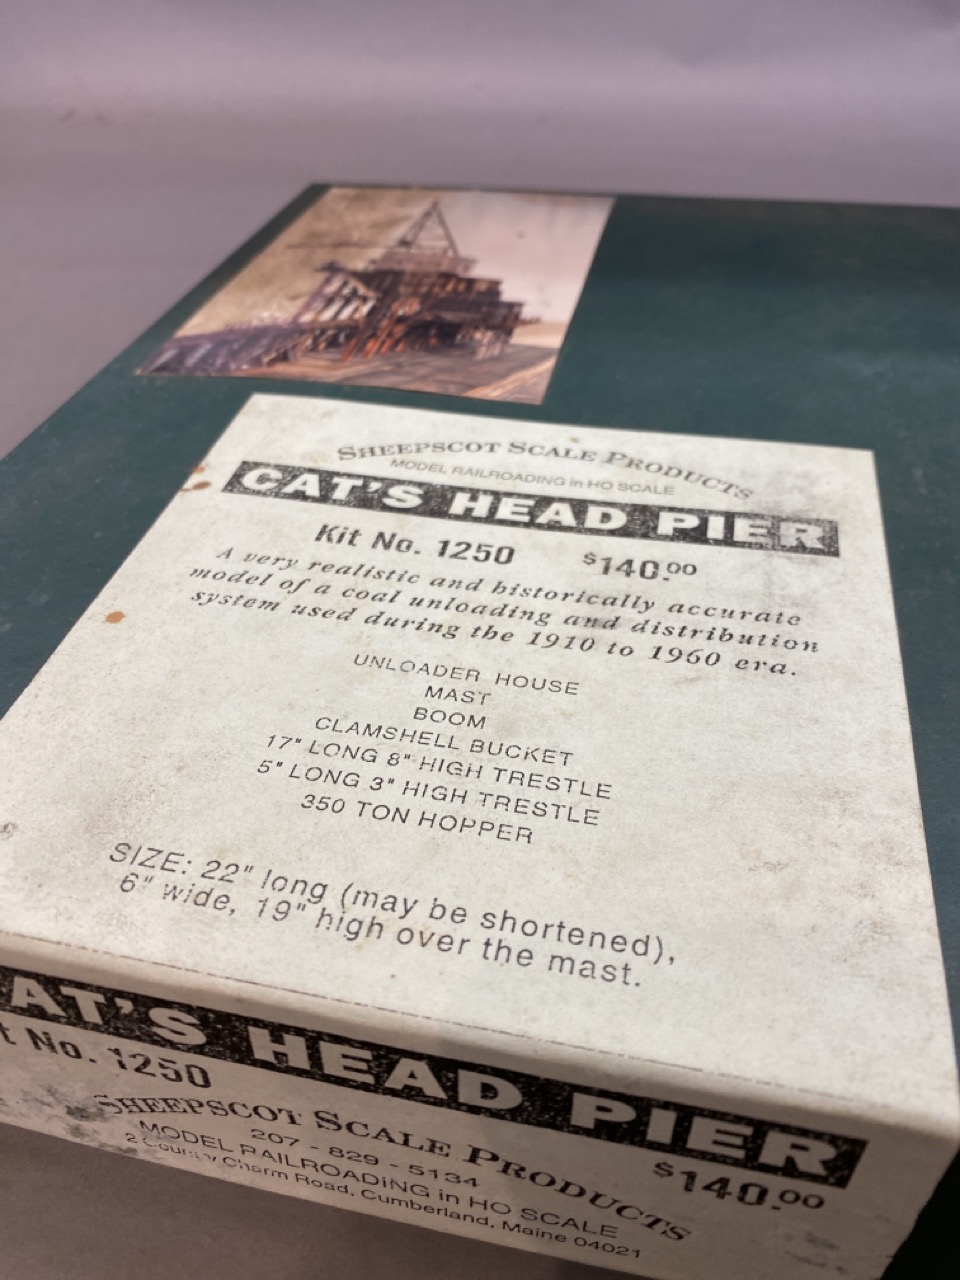 SHEEPSCOT SCALE PRODUCTS
MODEL RAILROADING in HO SCALE
CAT'S HEAD PIER
Kit No. 1250 $140.00
A very realistic and historically accurate
model of a coal unloading and distribution
system used during the 1910 to 1960 era.
UNLOADER HOUSE
MAST
BOOM
CLAMSHELL BUCKET
17" LONG 8" HIGH TRESTLE
5" LONG 3" HIGH TRESTLE
350 TON HOPPER
SIZE: 22" long (may be shortened),
6" wide, 19" high over the mast.
AT'S HEAD PIER
t No. 1250 $140.00
SHEEPSCOT SCALE PRODUCTS
207 - 829 - 5134
MODEL RAILROADING in HO SCALE
2 Country Charm Road, Cumberland, Maine 04021